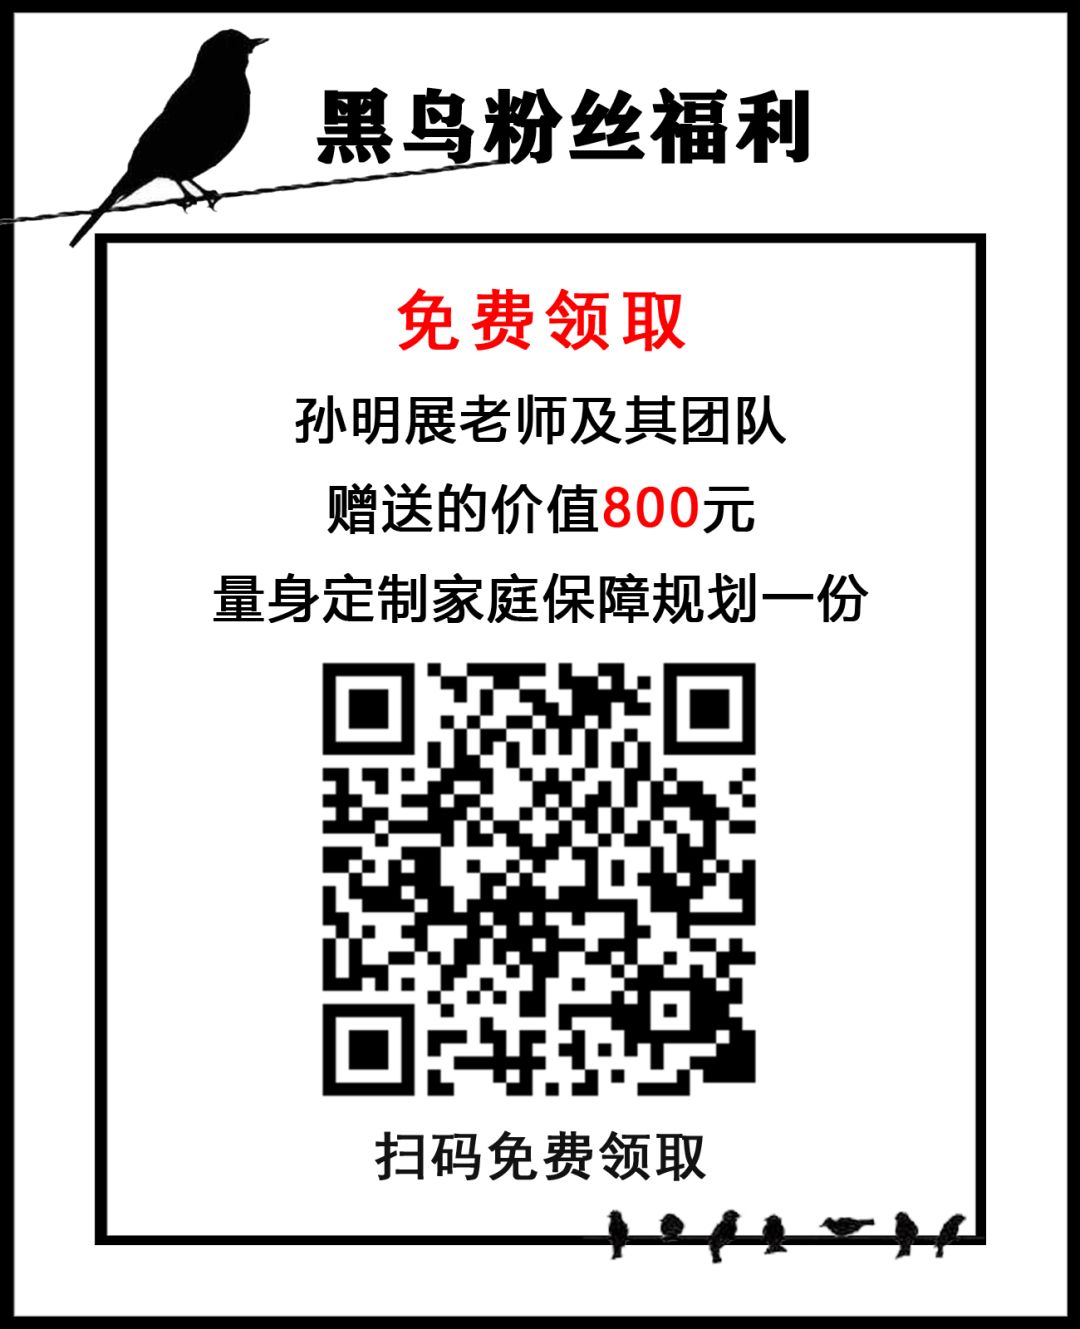 黑鸟粉丝福利
免费领取
孙明展老师及其团队
赠送的价值800元
量身定制家庭保障规划一份
扫码免费领取